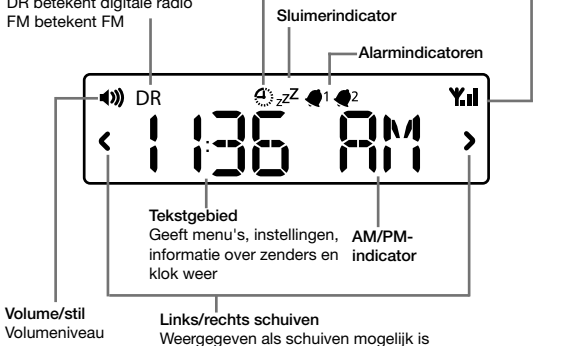 DR betekent digitale radio
FM betekent FM
Sluimerindicator
Alarmindicatoren
DR
zzZ
1
2
11:36 AM
Tekstgebied
Geeft menu's, instellingen,
informatie over zenders en
klok weer
AM/PM-
indicator
Volume/stil
Volumeniveau
Links/rechts schuiven
Weergegeven als schuiven mogelijk is